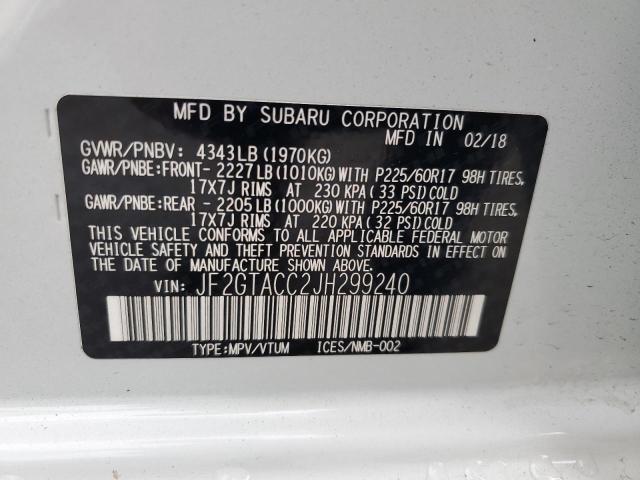 MFD BY SUBARU CORPORATION
MFD IN 02/18
GVWR/PNBV: 4343LB(1970KG)
GAWR/PNBE:FRONT- 2227LB(1010KG)WITH P225/60R17 98H TIRES,
17X7J RIMS AT 230 KPA(33 PSI)COLD
GAWR/PNBE:REAR - 2205LB(1000KG)WITH P225/60R17 98H TIRES,
17X7J RIMS AT 220 KPA(32 PSI)COLD
THIS VEHICLE CONFORMS TO ALL APPLICABLE FEDERAL MOTOR
VEHICLE SAFETY AND THEFT PREVENTION STANDARDS IN EFFECT
ON THE DATE OF MANUFACTURE SHOWN ABOVE.
VIN: JF2GTACC2JH299240
TYPE:MPV/VTUM ICES/NMB-002